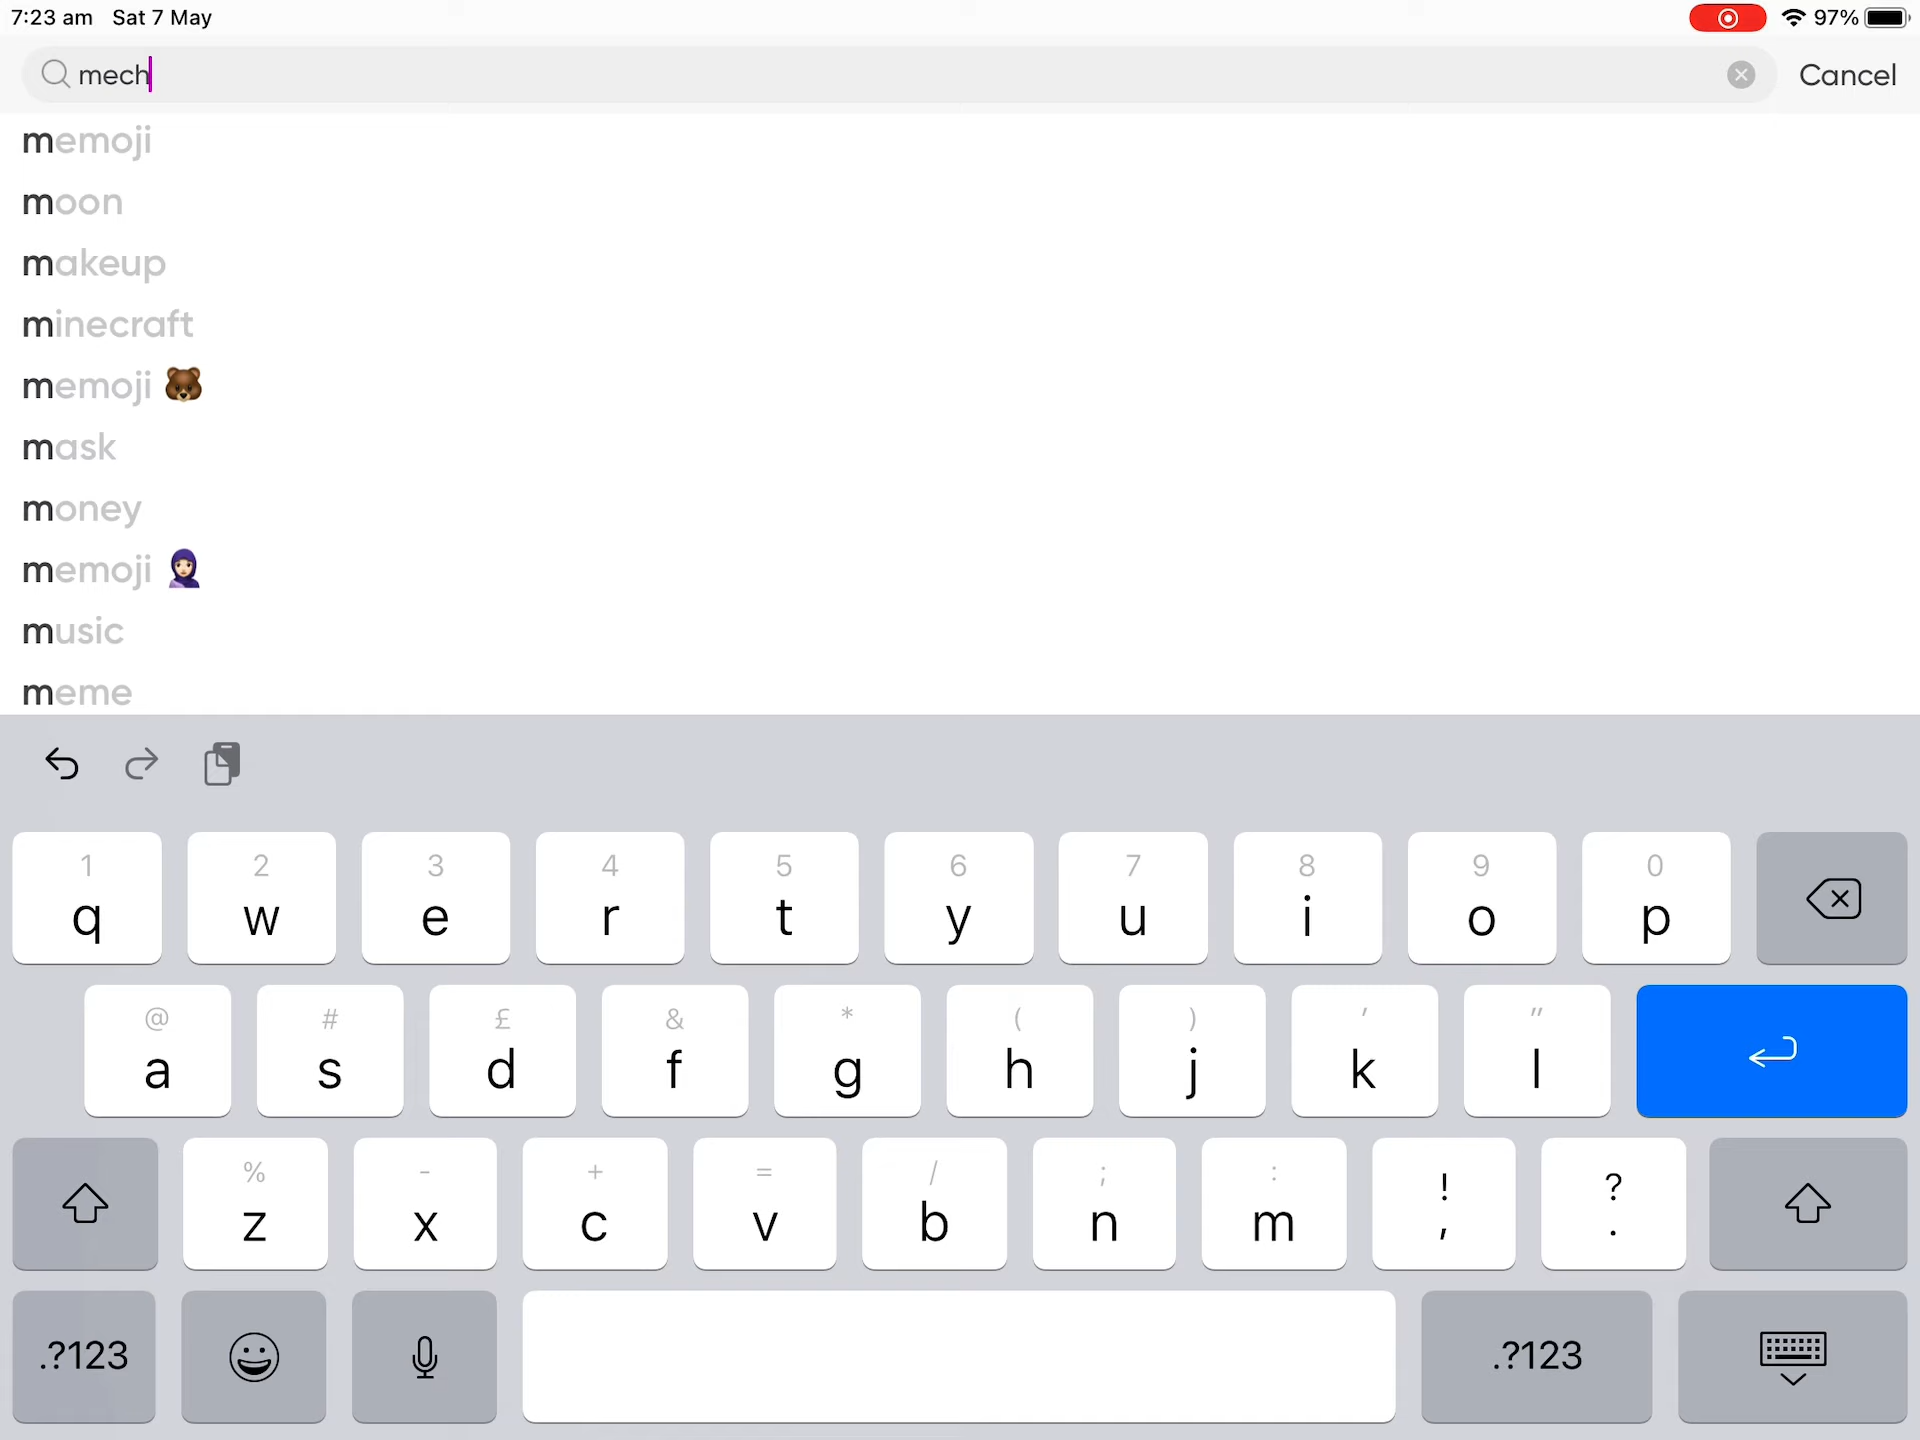 7:23 am Sat 7 May 97%
mech Cancel
memoji
moon
makeup
minecraft
memoji 🐻
mask
money
memoji 🧕🏻
music
meme
1 2 3 4 5 6 7 8 9 0
q w e r t y u i o p
@ # £ & * ( ) ' "
a s d f g h j k l
% - + = / ; : ! ?
z x c v b n m , .
.?123 .?123